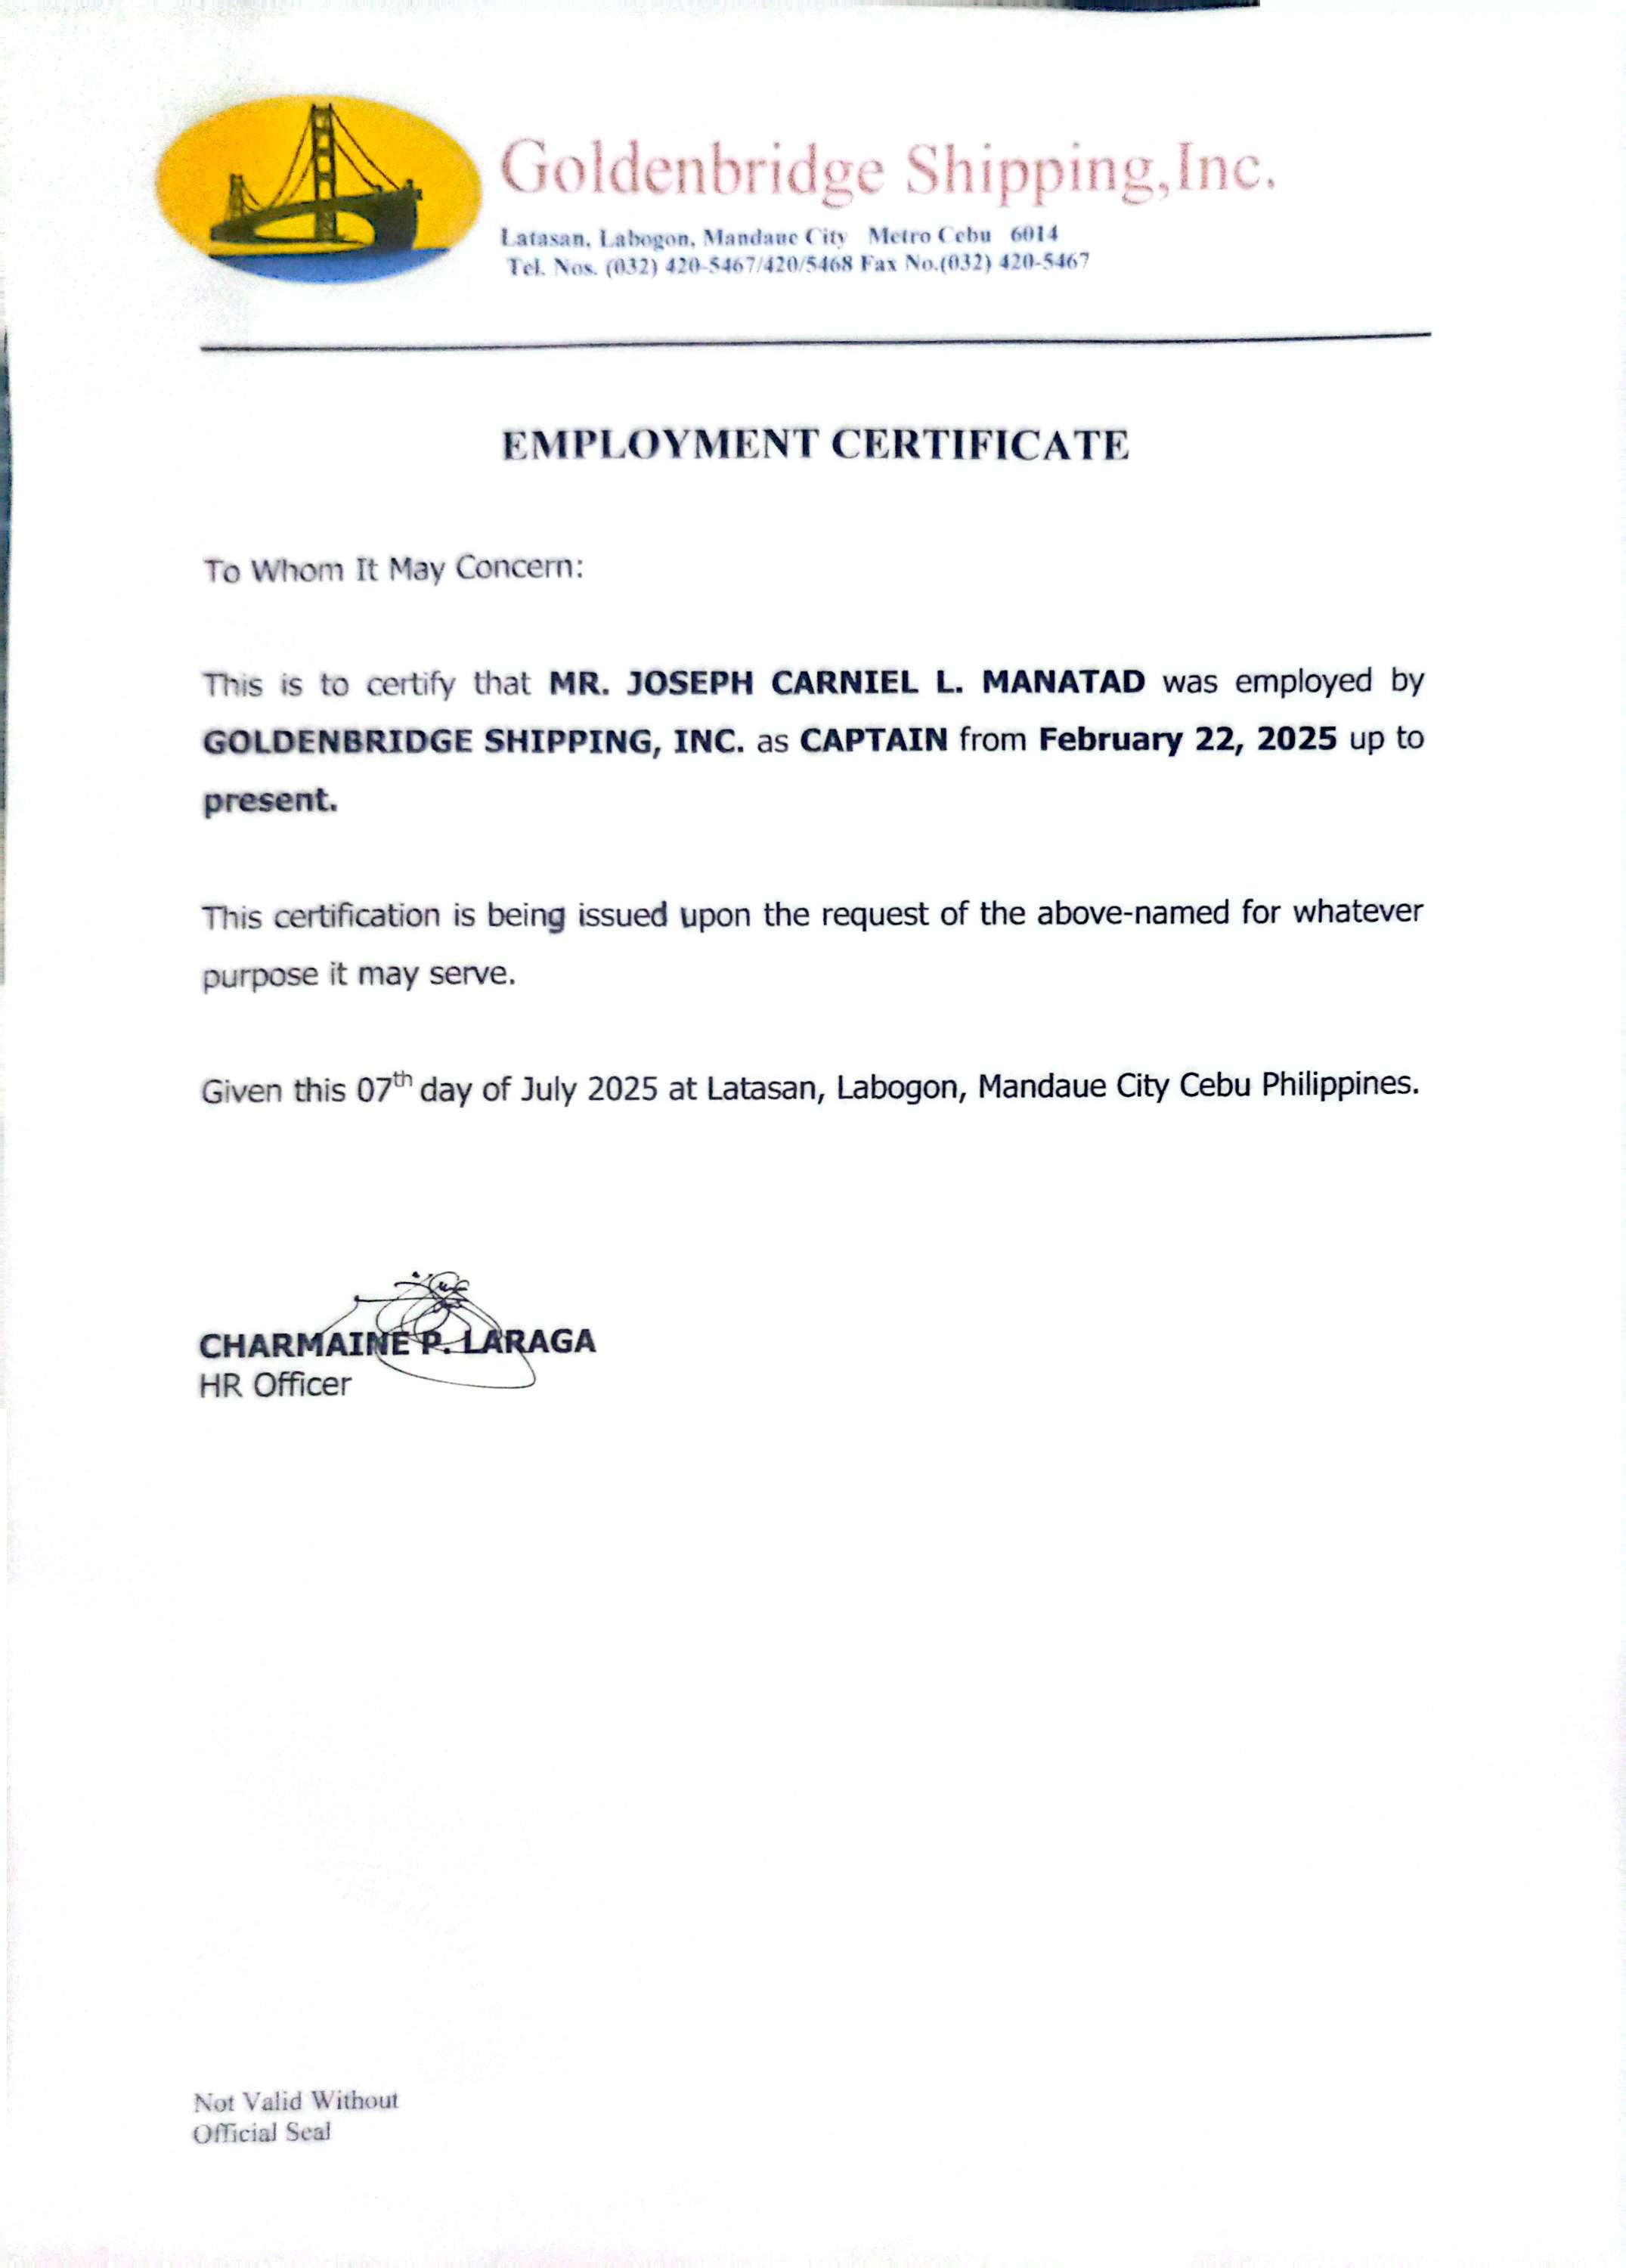 Goldenbridge Shipping,Inc.
Latasan, Labogon, Mandaue City Metro Cebu 6014
Tel. Nos. (032) 420-5467/420/5468 Fax No.(032) 420-5467
EMPLOYMENT CERTIFICATE
To Whom It May Concern:
This is to certify that MR. JOSEPH CARNIEL L. MANATAD was employed by
GOLDENBRIDGE SHIPPING, INC. as CAPTAIN from February 22, 2025 up to
present.
This certification is being issued upon the request of the above-named for whatever
purpose it may serve.
Given this 07th day of July 2025 at Latasan, Labogon, Mandaue City Cebu Philippines.
CHARMAINE P. LARAGA
HR Officer
Not Valid Without
Official Seal